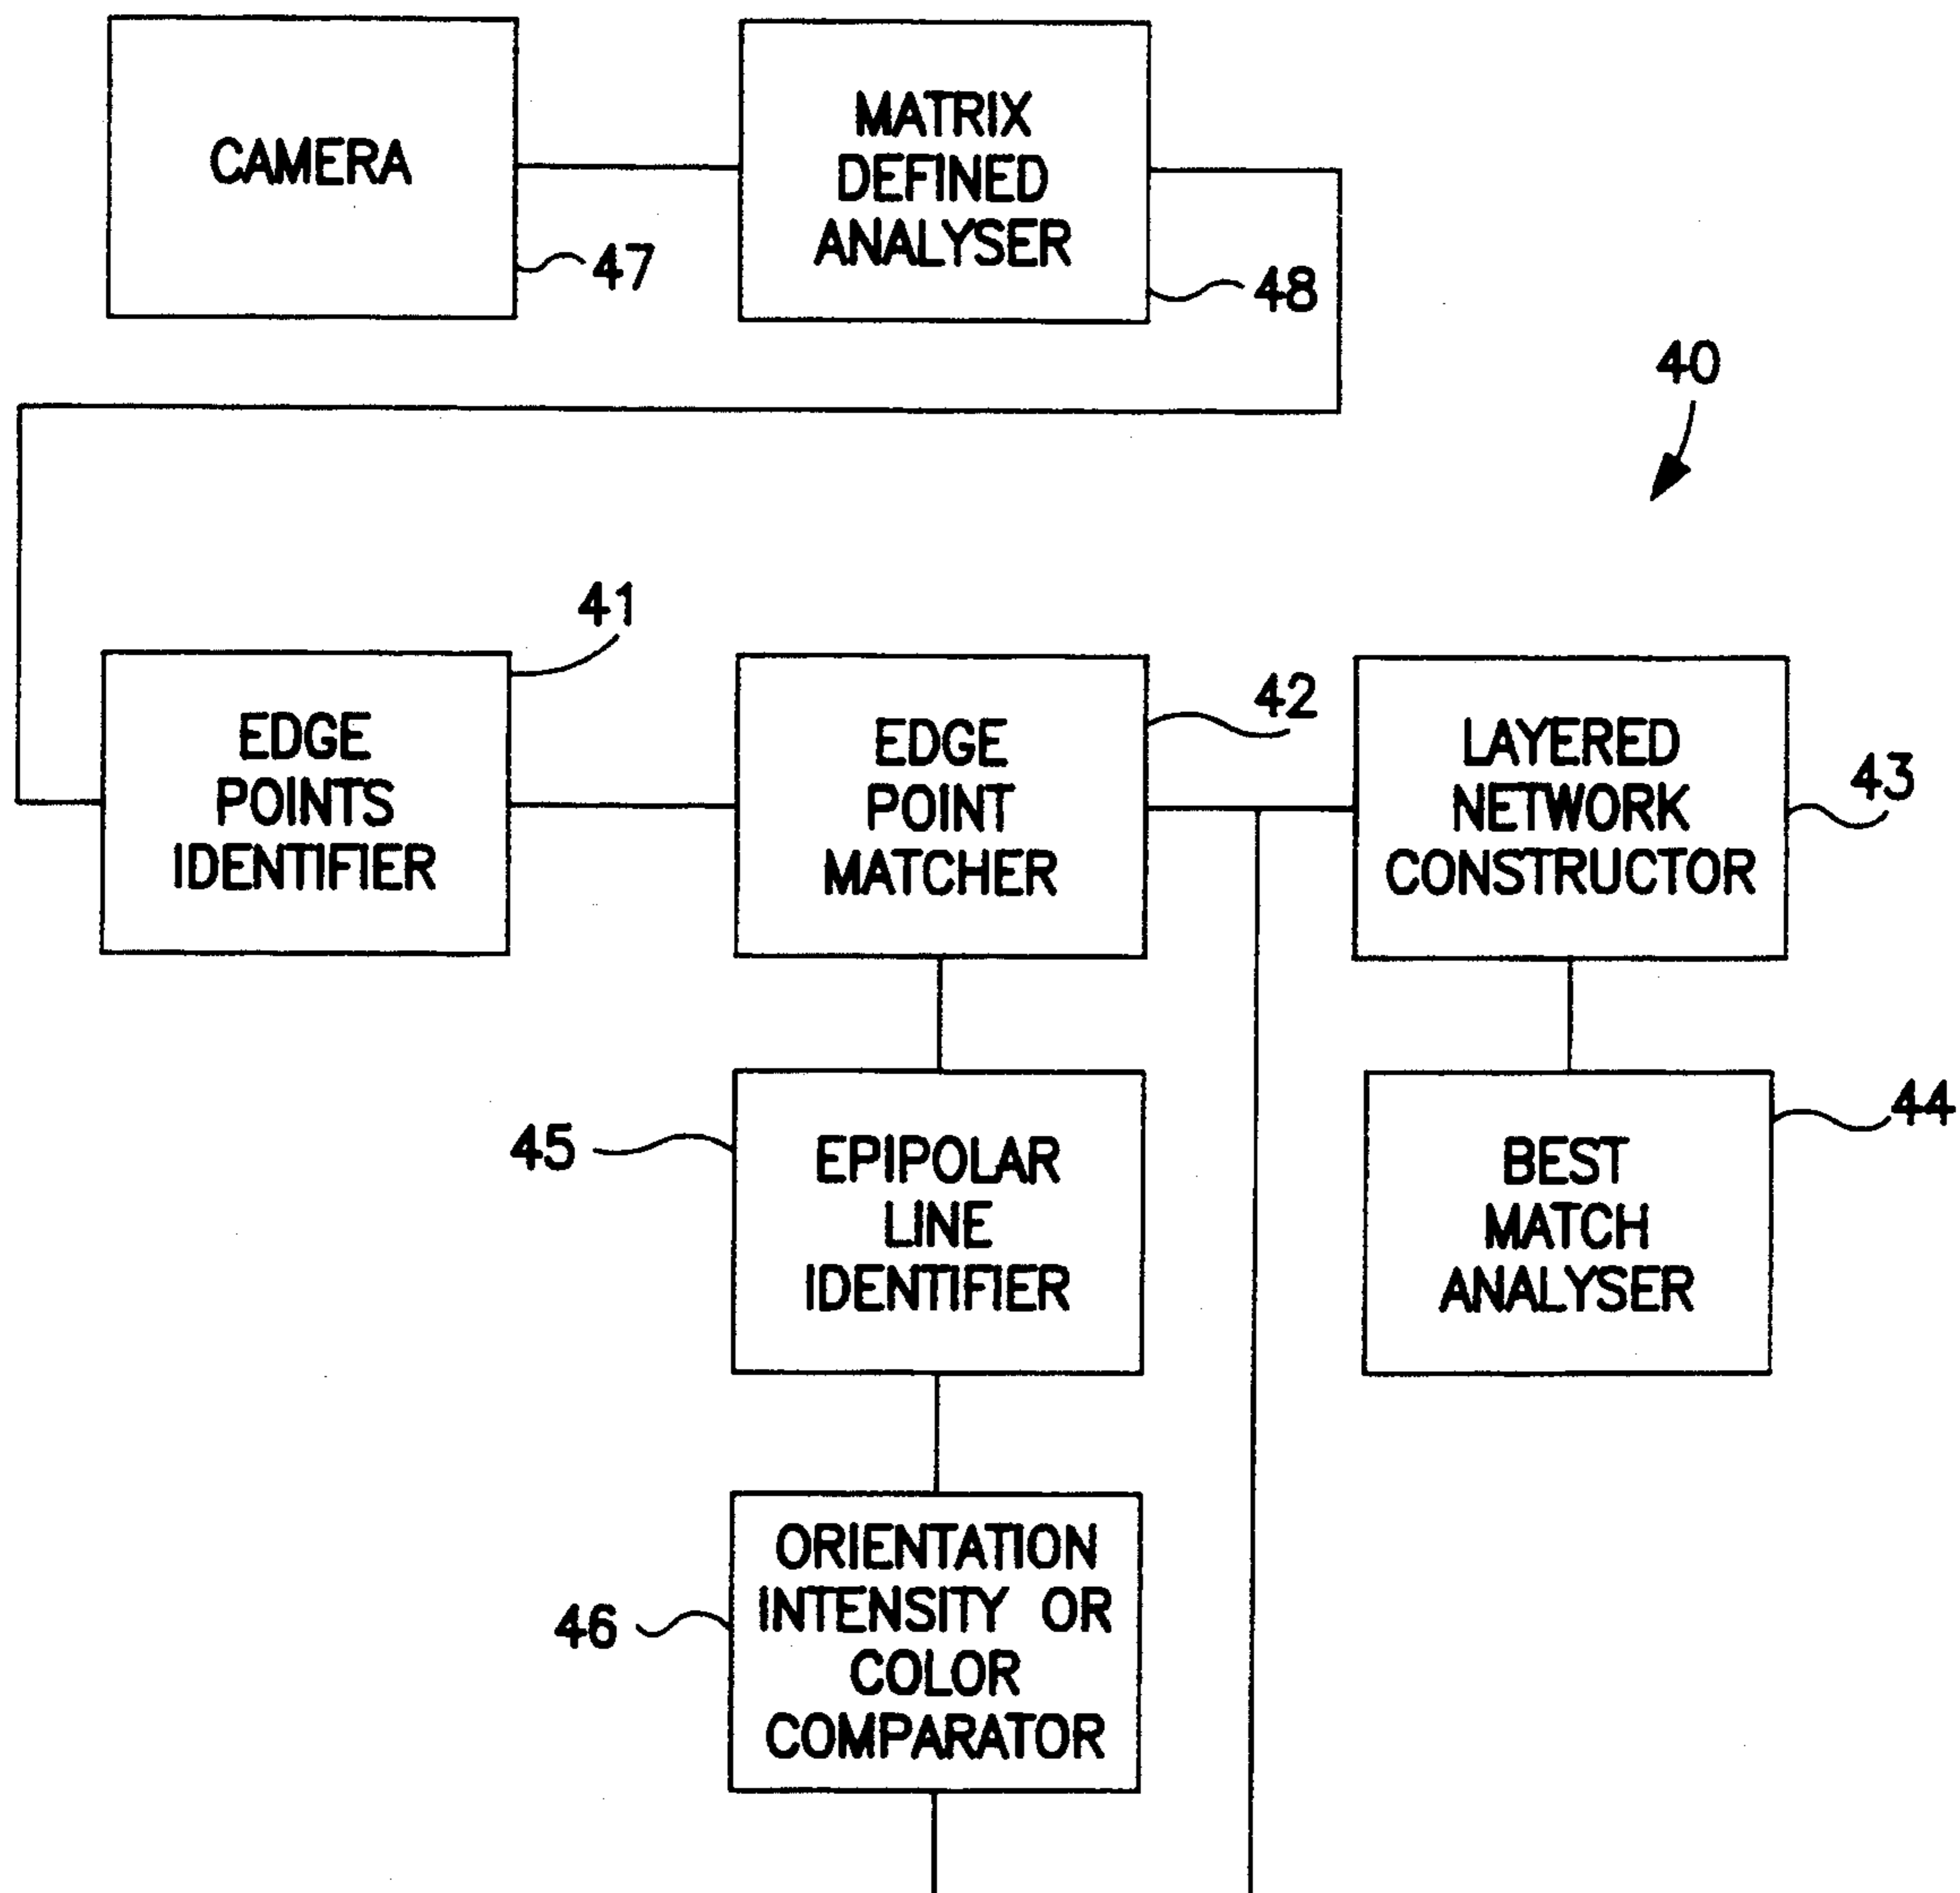 CAMERA
47
MATRIX
DEFINED
ANALYSER
48
40
41
EDGE
POINTS
IDENTIFIER
EDGE
POINT
MATCHER
42
LAYERED
NETWORK
CONSTRUCTOR
43
45
EPIPOLAR
LINE
IDENTIFIER
BEST
MATCH
ANALYSER
44
46
ORIENTATION
INTENSITY OR
COLOR
COMPARATOR